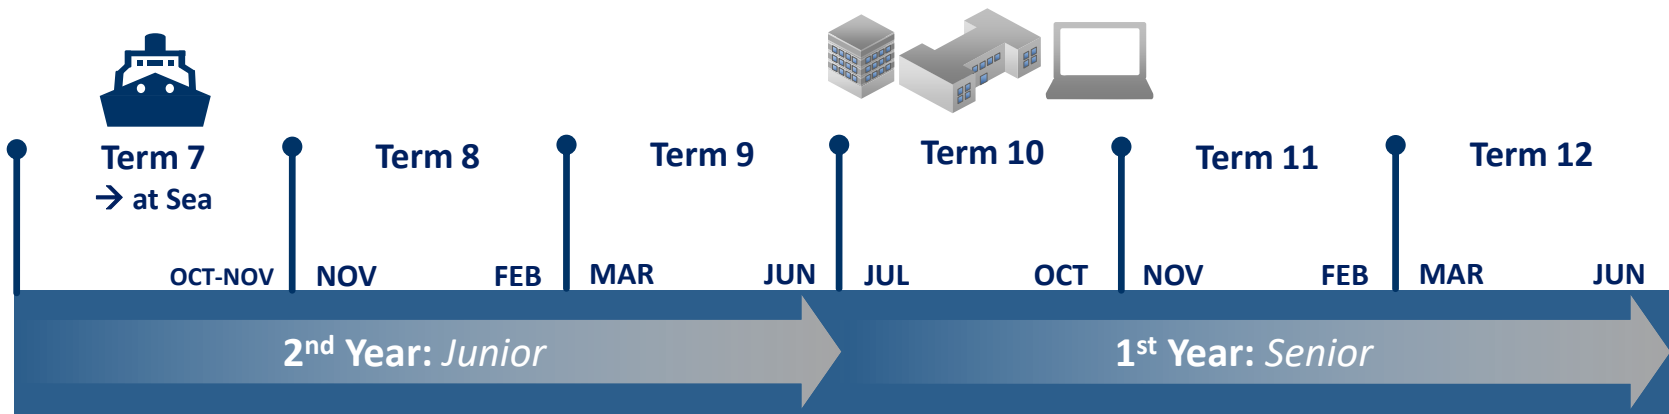 Term 7
→ at Sea
Term 8
Term 9
Term 10
Term 11
Term 12
OCT-NOV
NOV
FEB
MAR
JUN
JUL
OCT
NOV
FEB
MAR
JUN
2nd Year: Junior
1st Year: Senior